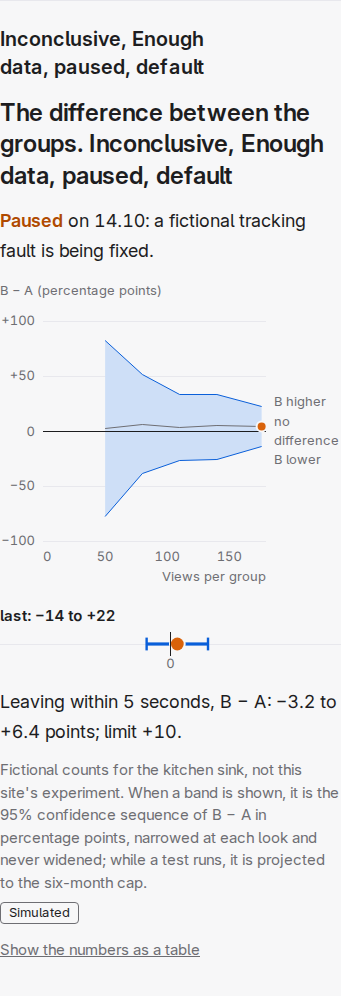 Inconclusive, Enough
data, paused, default
The difference between the
groups. Inconclusive, Enough
data, paused, default
Paused on 14.10: a fictional tracking
fault is being fixed.
B − A (percentage points)
+100
+50
0
−50
−100
B higher
no
difference
B lower
0 50 100 150
Views per group
last: −14 to +22
0
Leaving within 5 seconds, B − A: −3.2 to
+6.4 points; limit +10.
Fictional counts for the kitchen sink, not this
site's experiment. When a band is shown, it is the
95% confidence sequence of B − A in
percentage points, narrowed at each look and
never widened; while a test runs, it is projected
to the six-month cap.
Simulated
Show the numbers as a table